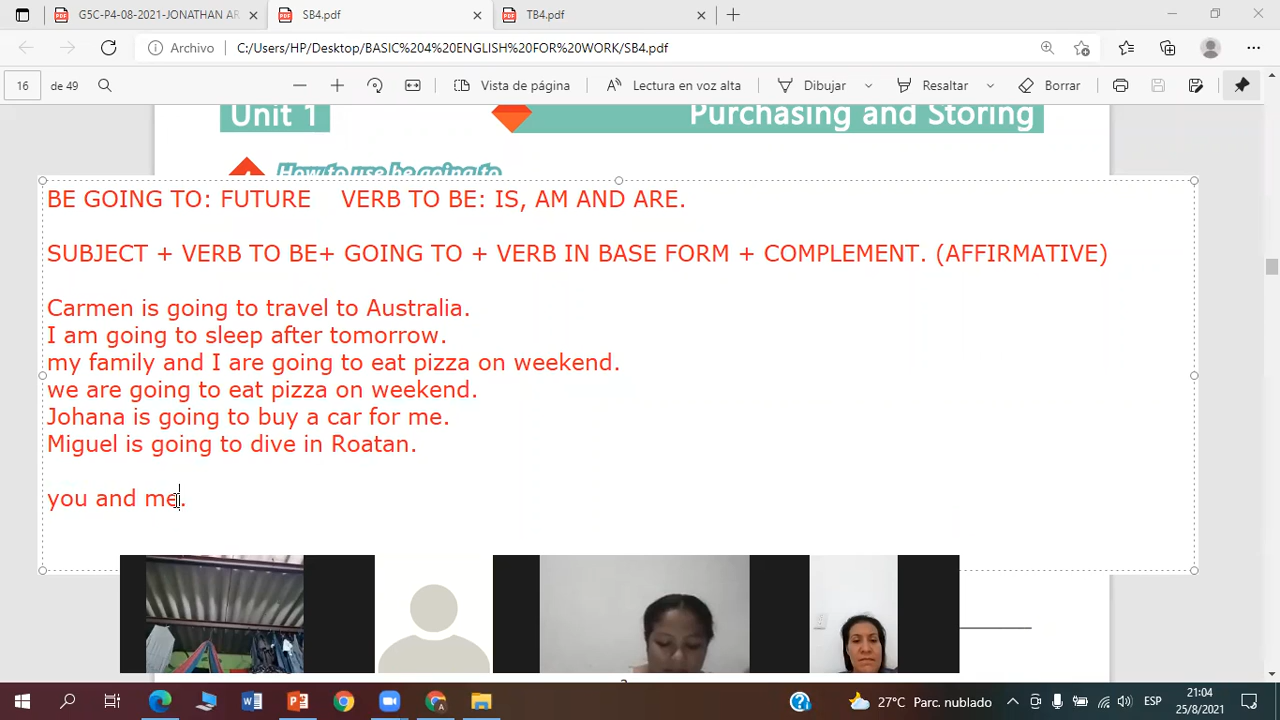 G5C-P4-08-2021-JONATHAN AR
SB4.pdf
TB4.pdf
Archivo
C:/Users/HP/Desktop/BASIC%204%20ENGLISH%20FOR%20WORK/SB4.pdf
16 de 49
Vista de página
Lectura en voz alta
Dibujar
Resaltar
Borrar
Unit 1
Purchasing and Storing
How to use be going to
BE GOING TO: FUTURE VERB TO BE: IS, AM AND ARE.
SUBJECT + VERB TO BE+ GOING TO + VERB IN BASE FORM + COMPLEMENT. (AFFIRMATIVE)
Carmen is going to travel to Australia.
I am going to sleep after tomorrow.
my family and I are going to eat pizza on weekend.
we are going to eat pizza on weekend.
Johana is going to buy a car for me.
Miguel is going to dive in Roatan.
you and me.
27°C Parc. nublado
ESP
21:04
25/8/2021